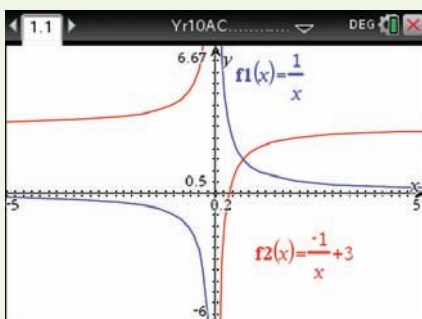 1.1 Yr10AC............ DEG
6.67 y
f1(x)=1/x
0.5 x
-5 0.2 5
f2(x)=-1/x+3
-6